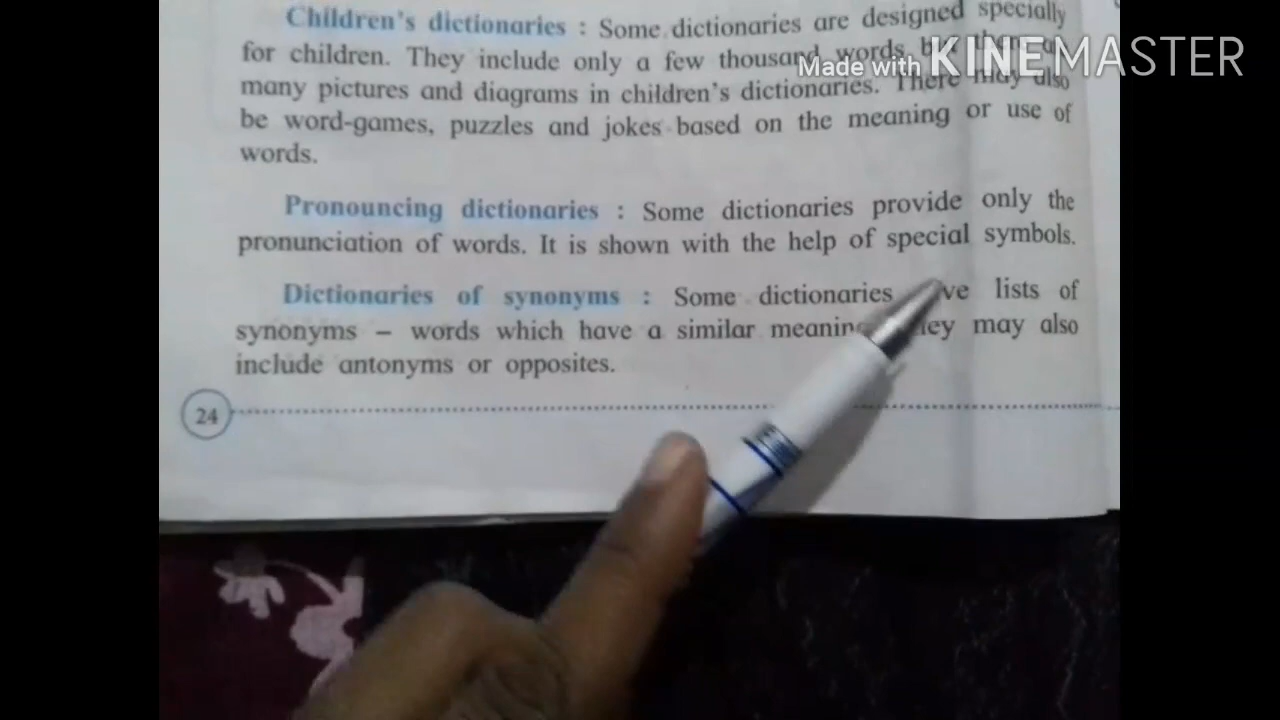 Children's dictionaries : Some dictionaries are designed specially
for children. They include only a few thousand words,
Made with KINEMASTER
many pictures and diagrams in children's dictionaries. There may also
be word-games, puzzles and jokes based on the meaning or use of
words.
Pronouncing dictionaries : Some dictionaries provide only the
pronunciation of words. It is shown with the help of special symbols.
Dictionaries of synonyms : Some dictionaries lists of
synonyms – words which have a similar may also
include antonyms or opposites.
24